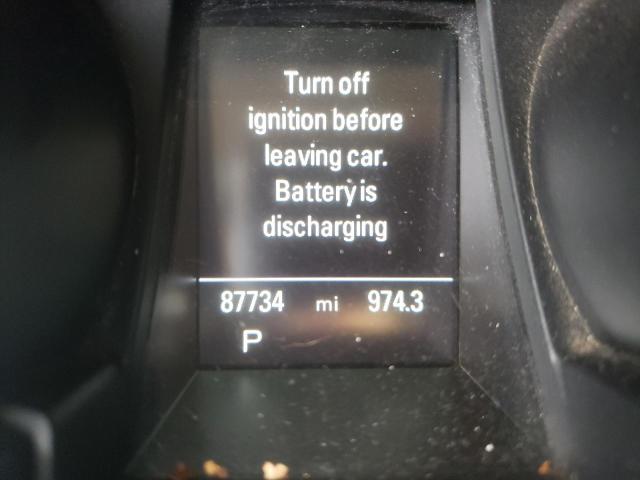 Turn off
ignition before
leaving car.
Battery is
discharging
87734 mi 974.3
P